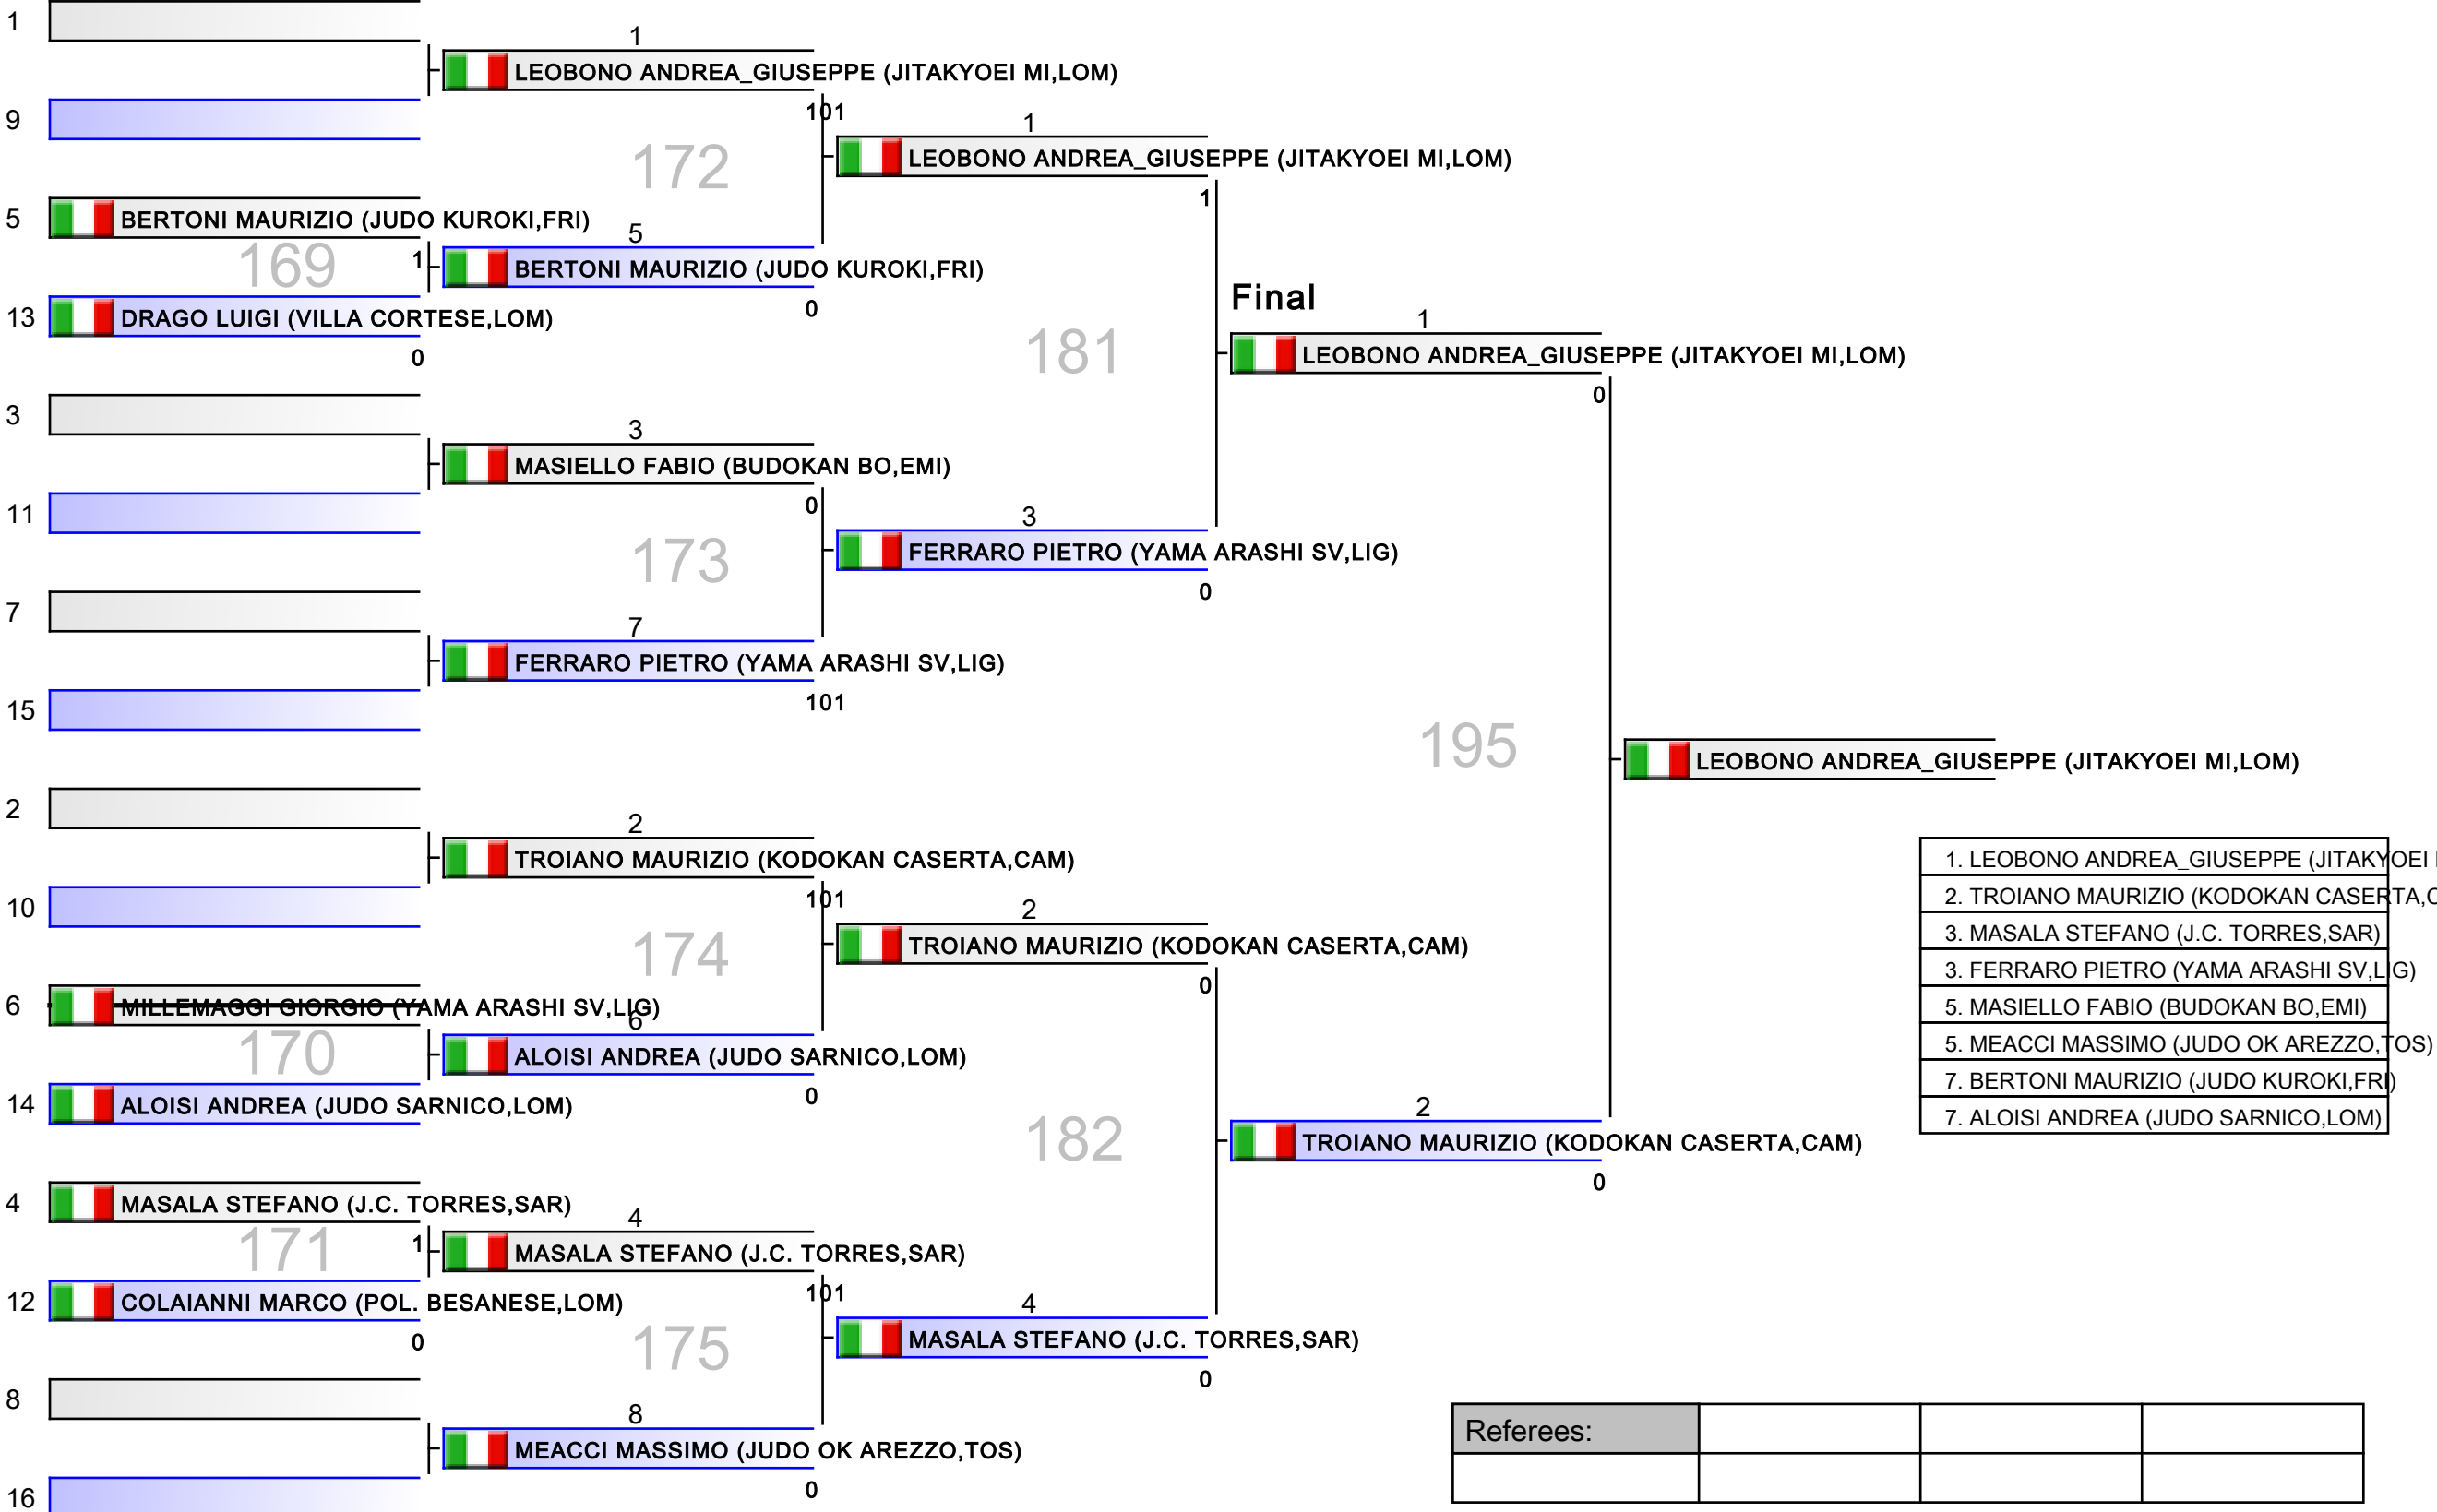 1
1
LEOBONO ANDREA_GIUSEPPE (JITAKYOEI MI,LOM)
101
9
1
172
LEOBONO ANDREA_GIUSEPPE (JITAKYOEI MI,LOM)
1
5
BERTONI MAURIZIO (JUDO KUROKI,FRI)
5
169
1
BERTONI MAURIZIO (JUDO KUROKI,FRI)
0
13
DRAGO LUIGI (VILLA CORTESE,LOM)
0
Final
1
181
LEOBONO ANDREA_GIUSEPPE (JITAKYOEI MI,LOM)
0
3
3
MASIELLO FABIO (BUDOKAN BO,EMI)
0
11
3
173
FERRARO PIETRO (YAMA ARASHI SV,LIG)
0
7
7
FERRARO PIETRO (YAMA ARASHI SV,LIG)
101
15
195
LEOBONO ANDREA_GIUSEPPE (JITAKYOEI MI,LOM)
2
2
TROIANO MAURIZIO (KODOKAN CASERTA,CAM)
101
10
2
174
TROIANO MAURIZIO (KODOKAN CASERTA,CAM)
0
6
MILLEMAGGI GIORGIO (YAMA ARASHI SV,LIG)
6
170
ALOISI ANDREA (JUDO SARNICO,LOM)
0
14
ALOISI ANDREA (JUDO SARNICO,LOM)
2
182
TROIANO MAURIZIO (KODOKAN CASERTA,CAM)
0
4
MASALA STEFANO (J.C. TORRES,SAR)
4
171
1
MASALA STEFANO (J.C. TORRES,SAR)
101
12
COLAIANNI MARCO (POL. BESANESE,LOM)
0
4
175
MASALA STEFANO (J.C. TORRES,SAR)
0
8
8
MEACCI MASSIMO (JUDO OK AREZZO,TOS)
0
16
1. LEOBONO ANDREA_GIUSEPPE (JITAKYOEI
2. TROIANO MAURIZIO (KODOKAN CASERTA,C
3. MASALA STEFANO (J.C. TORRES,SAR)
3. FERRARO PIETRO (YAMA ARASHI SV,LIG)
5. MASIELLO FABIO (BUDOKAN BO,EMI)
5. MEACCI MASSIMO (JUDO OK AREZZO,TOS)
7. BERTONI MAURIZIO (JUDO KUROKI,FRI)
7. ALOISI ANDREA (JUDO SARNICO,LOM)
Referees: